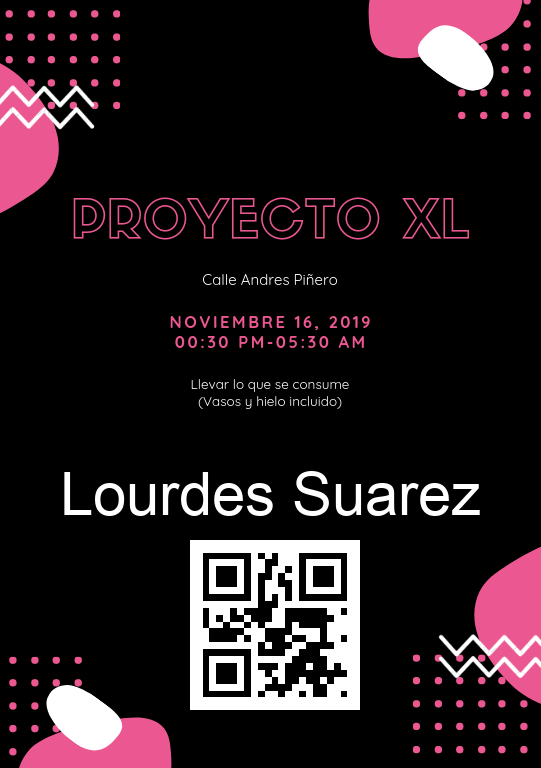 PROYECTO XL
Calle Andres Piñero
NOVIEMBRE 16, 2019
00:30 PM-05:30 AM
Llevar lo que se consume
(Vasos y hielo incluido)
Lourdes Suarez